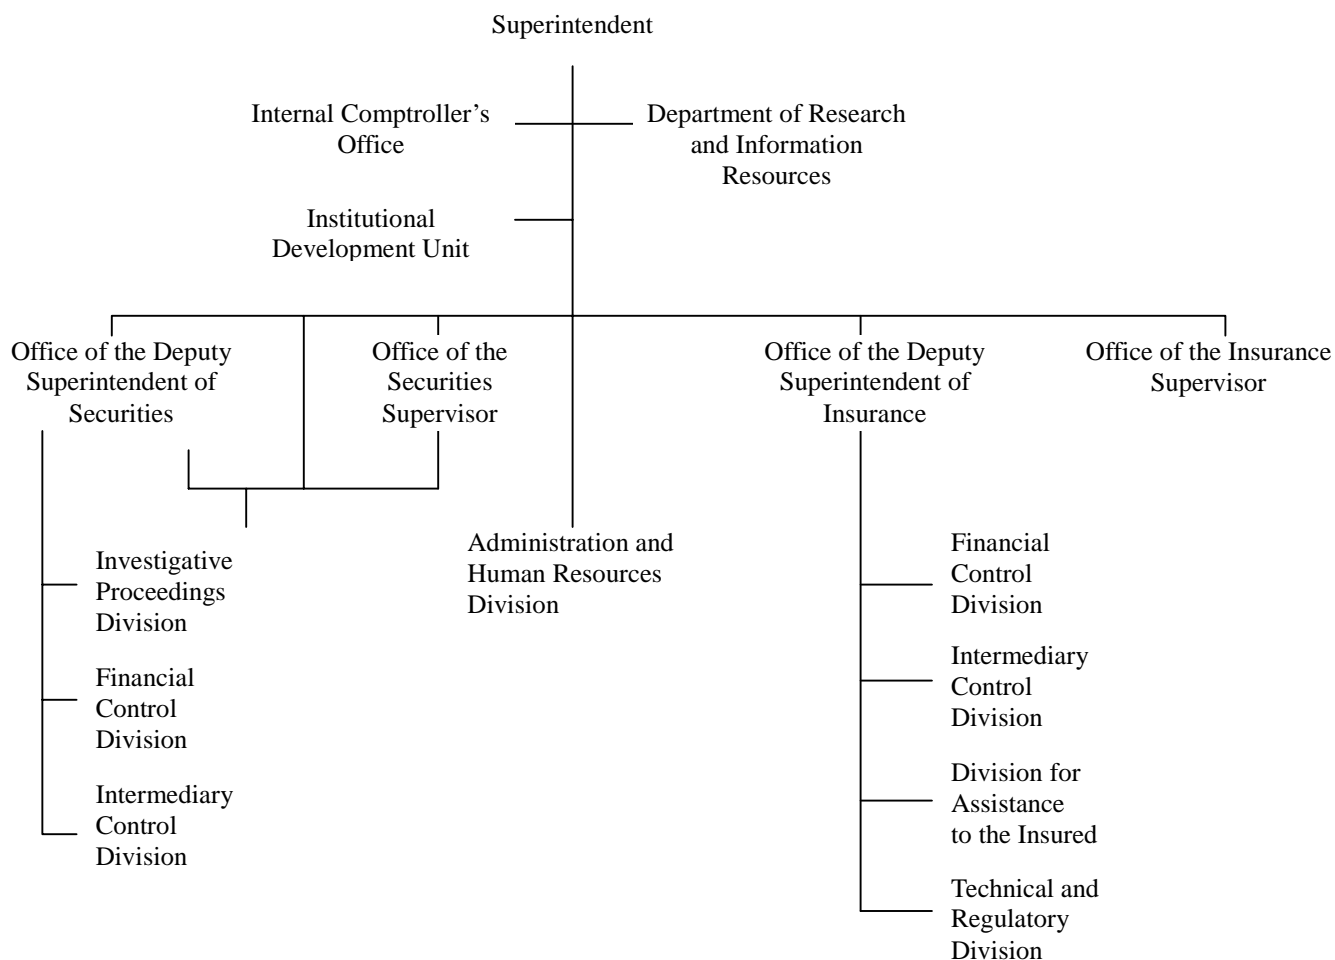 Superintendent
Internal Comptroller’s
Office
Department of Research
and Information
Resources
Institutional
Development Unit
Office of the Deputy
Superintendent of
Securities
Office of the
Securities
Supervisor
Office of the Deputy
Superintendent of
Insurance
Office of the Insurance
Supervisor
Investigative
Proceedings
Division
Financial
Control
Division
Intermediary
Control
Division
Administration and
Human Resources
Division
Financial
Control
Division
Intermediary
Control
Division
Division for
Assistance
to the Insured
Technical and
Regulatory
Division